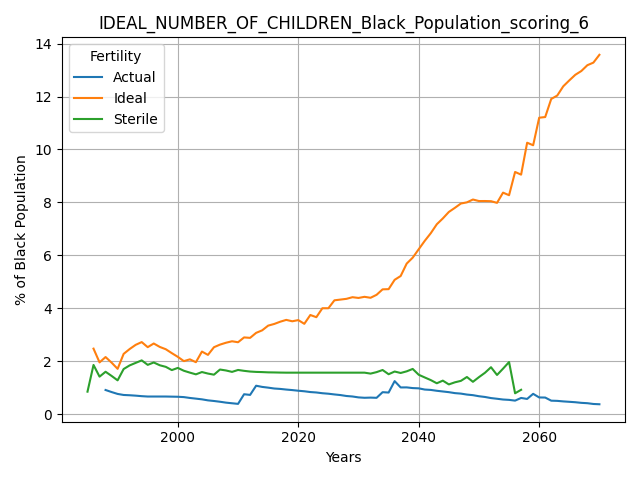 IDEAL_NUMBER_OF_CHILDREN_Black_Population_scoring_6
14
12
10
8
6
4
2
0
% of Black Population
Fertility
Actual
Ideal
Sterile
2000
2020
2040
2060
Years